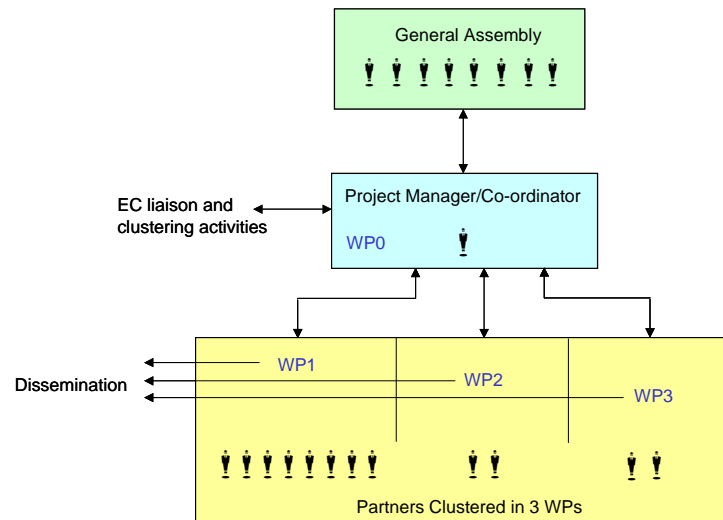 General Assembly
Project Manager/Co-ordinator
EC liaison and
clustering activities
WP0
WP1
WP2
Dissemination
WP3
Partners Clustered in 3 WPs